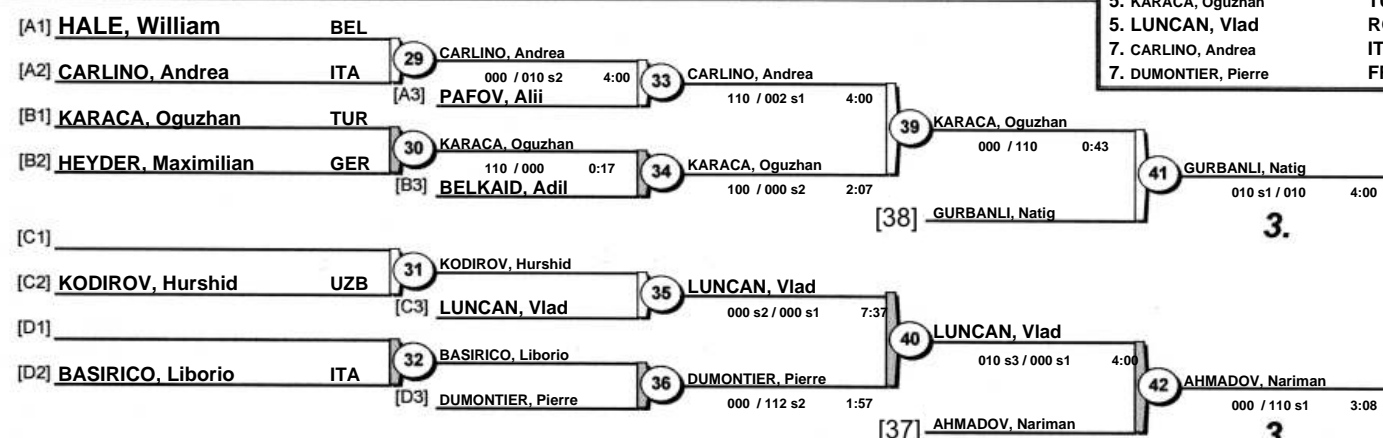 5. KARACA, Oguzhan
5. LUNCAN, Vlad
7. CARLINO, Andrea
7. DUMONTIER, Pierre
[A1] HALE, William BEL
[A2] CARLINO, Andrea ITA
29
CARLINO, Andrea
000 / 010 s2 4:00
[A3] PAFOV, Alii
33
CARLINO, Andrea
110 / 002 s1 4:00
[B1] KARACA, Oguzhan TUR
[B2] HEYDER, Maximilian GER
30
KARACA, Oguzhan
110 / 000 0:17
[B3] BELKAID, Adil
34
KARACA, Oguzhan
100 / 000 s2 2:07
39
KARACA, Oguzhan
000 / 110 0:43
[38] GURBANLI, Natig
41
GURBANLI, Natig
010 s1 / 010 4:00
3.
[C1]
[C2] KODIROV, Hurshid UZB
31
KODIROV, Hurshid
[C3] LUNCAN, Vlad
35
LUNCAN, Vlad
000 s2 / 000 s1 7:37
[D1]
[D2] BASIRICO, Liborio ITA
32
BASIRICO, Liborio
[D3] DUMONTIER, Pierre
36
DUMONTIER, Pierre
000 / 112 s2 1:57
40
LUNCAN, Vlad
010 s3 / 000 s1 4:00
[37] AHMADOV, Nariman
42
AHMADOV, Nariman
000 / 110 s1 3:08
3